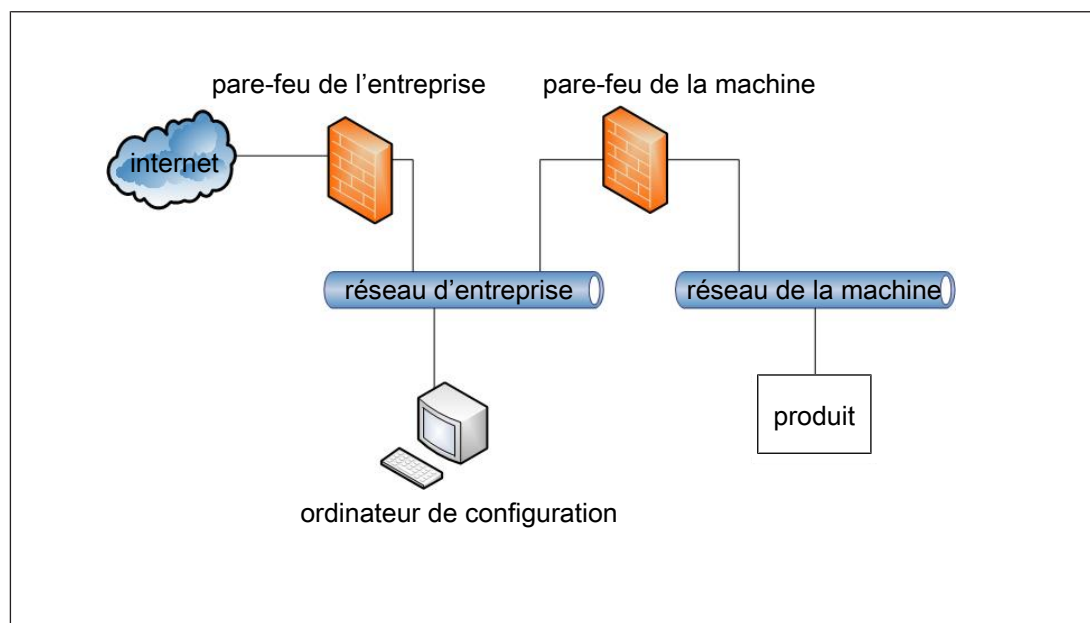 pare-feu de l’entreprise
pare-feu de la machine
internet
réseau d’entreprise
réseau de la machine
produit
ordinateur de configuration